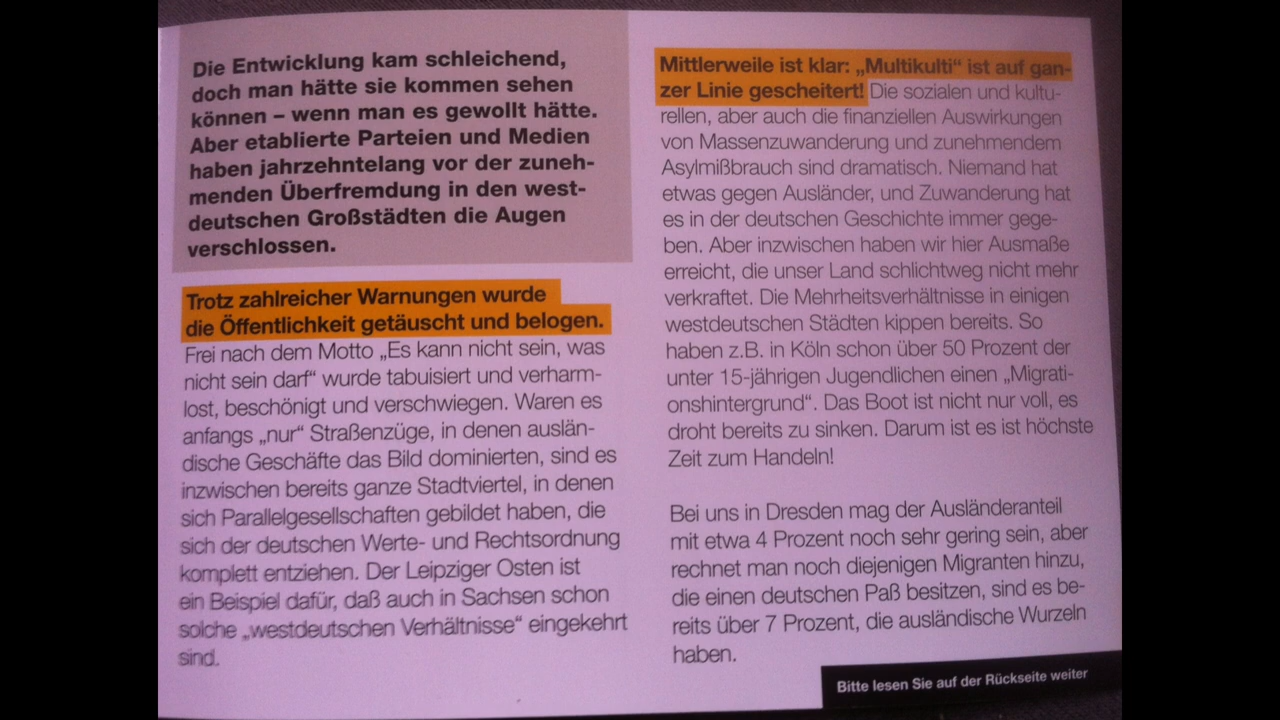 Die Entwicklung kam schleichend,
doch man hätte sie kommen sehen
können – wenn man es gewollt hätte.
Aber etablierte Parteien und Medien
haben jahrzehntelang vor der zuneh-
menden Überfremdung in den west-
deutschen Großstädten die Augen
verschlossen.
Trotz zahlreicher Warnungen wurde
die Öffentlichkeit getäuscht und belogen.
Frei nach dem Motto „Es kann nicht sein, was
nicht sein darf“ wurde tabuisiert und verharm-
lost, beschönigt und verschwiegen. Waren es
anfangs „nur“ Straßenzüge, in denen auslän-
dische Geschäfte das Bild dominierten, sind es
inzwischen bereits ganze Stadtviertel, in denen
sich Parallelgesellschaften gebildet haben, die
sich der deutschen Werte- und Rechtsordnung
komplett entziehen. Der Leipziger Osten ist
ein Beispiel dafür, daß auch in Sachsen schon
solche „westdeutschen Verhältnisse“ eingekehrt
sind.
Mittlerweile ist klar: „Multikulti“ ist auf gan-
zer Linie gescheitert! Die sozialen und kultu-
rellen, aber auch die finanziellen Auswirkungen
von Massenzuwanderung und zunehmendem
Asylmißbrauch sind dramatisch. Niemand hat
etwas gegen Ausländer, und Zuwanderung hat
es in der deutschen Geschichte immer gege-
ben. Aber inzwischen haben wir hier Ausmaße
erreicht, die unser Land schlichtweg nicht mehr
verkraftet. Die Mehrheitsverhältnisse in einigen
westdeutschen Städten kippen bereits. So
haben z.B. in Köln schon über 50 Prozent der
unter 15-jährigen Jugendlichen einen „Migrati-
onshintergrund“. Das Boot ist nicht nur voll, es
droht bereits zu sinken. Darum ist es ist höchste
Zeit zum Handeln!
Bei uns in Dresden mag der Ausländeranteil
mit etwa 4 Prozent noch sehr gering sein, aber
rechnet man noch diejenigen Migranten hinzu,
die einen deutschen Paß besitzen, sind es be-
reits über 7 Prozent, die ausländische Wurzeln
haben.
Bitte lesen Sie auf der Rückseite weiter